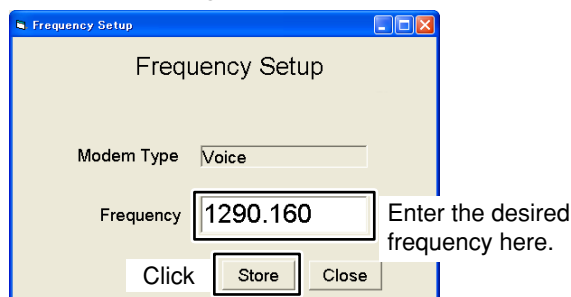 Frequency Setup
Frequency Setup
Modem Type Voice
Frequency 1290.160
Enter the desired
frequency here.
Click Store Close